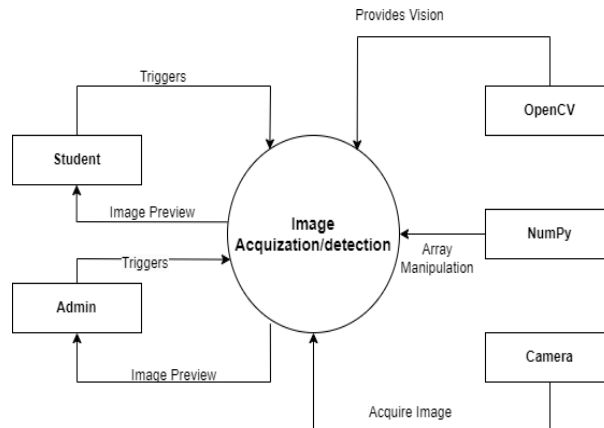 Provides Vision
Triggers
OpenCV
Student
Image Preview
Image
Acquization/detection
NumPy
Array
Manipulation
Triggers
Admin
Camera
Image Preview
Acquire Image